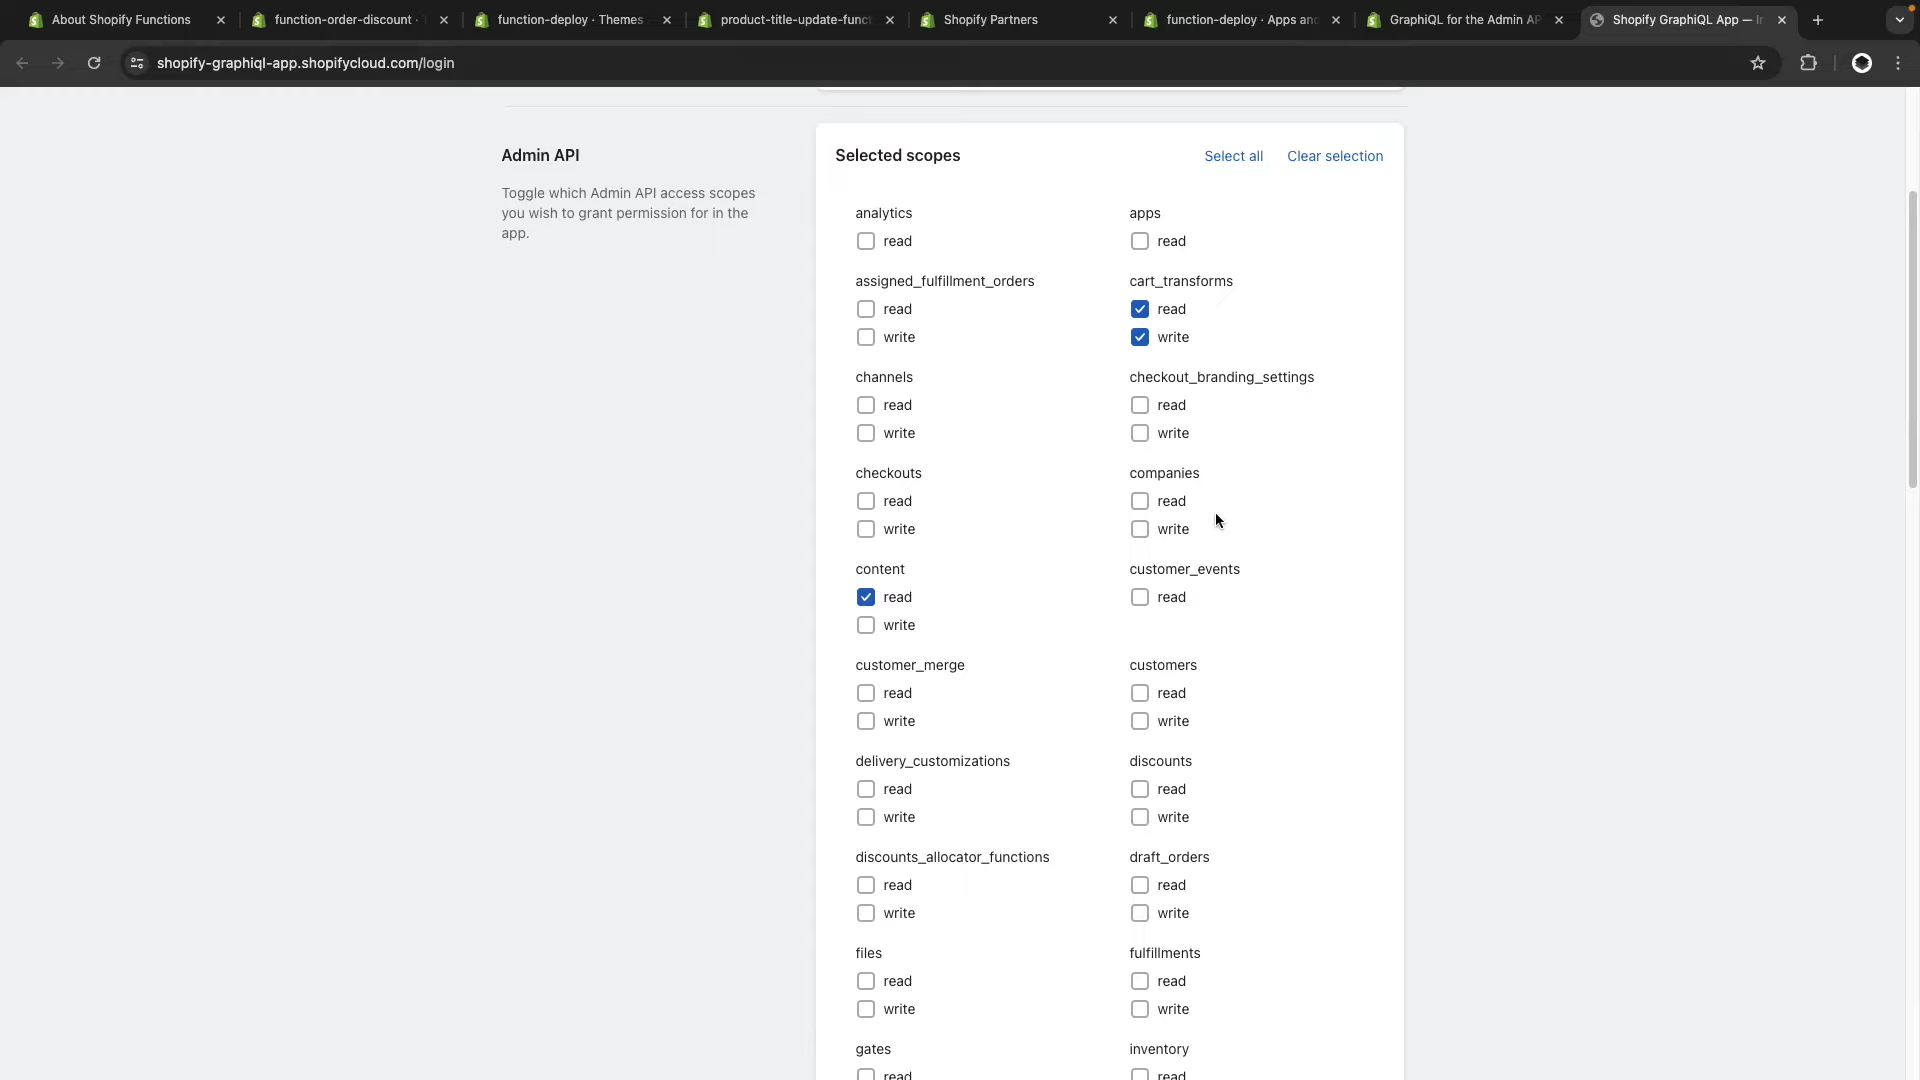 About Shopify Functions
function-order-discount ·
function-deploy · Themes
product-title-update-func
Shopify Partners
function-deploy · Apps and
GraphiQL for the Admin AP
Shopify GraphiQL App —
shopify-graphiql-app.shopifycloud.com/login
Admin API
Toggle which Admin API access scopes
you wish to grant permission for in the
app.
Selected scopes
Select all
Clear selection
analytics
read
apps
read
assigned_fulfillment_orders
read
write
cart_transforms
read
write
channels
read
write
checkout_branding_settings
read
write
checkouts
read
write
companies
read
write
content
read
write
customer_events
read
customer_merge
read
write
customers
read
write
delivery_customizations
read
write
discounts
read
write
discounts_allocator_functions
read
write
draft_orders
read
write
files
read
write
fulfillments
read
write
gates
read
inventory
read